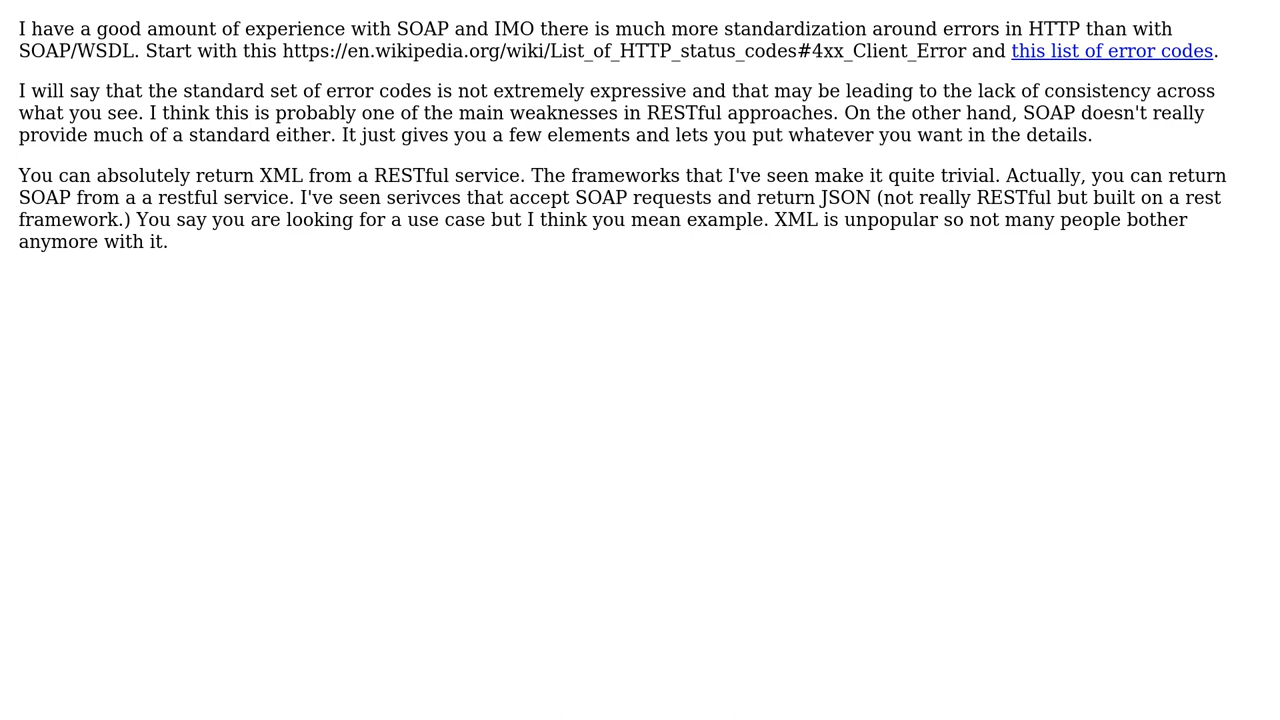 I have a good amount of experience with SOAP and IMO there is much more standardization around errors in HTTP than with
SOAP/WSDL. Start with this https://en.wikipedia.org/wiki/List_of_HTTP_status_codes#4xx_Client_Error and this list of error codes.
I will say that the standard set of error codes is not extremely expressive and that may be leading to the lack of consistency across
what you see. I think this is probably one of the main weaknesses in RESTful approaches. On the other hand, SOAP doesn't really
provide much of a standard either. It just gives you a few elements and lets you put whatever you want in the details.
You can absolutely return XML from a RESTful service. The frameworks that I've seen make it quite trivial. Actually, you can return
SOAP from a a restful service. I've seen serivces that accept SOAP requests and return JSON (not really RESTful but built on a rest
framework.) You say you are looking for a use case but I think you mean example. XML is unpopular so not many people bother
anymore with it.